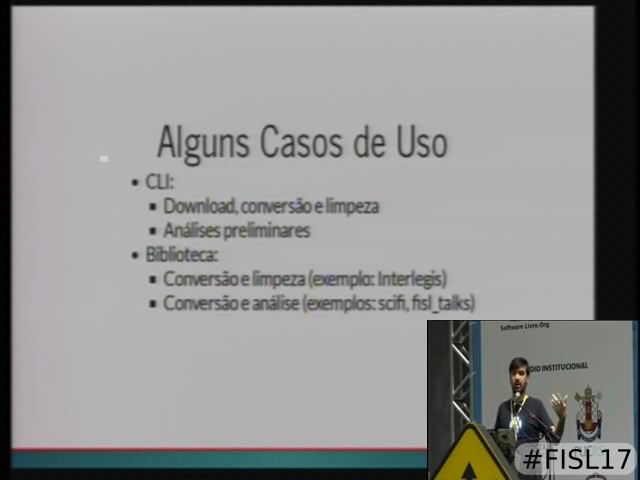 Alguns Casos de Uso
• CLI:
▪ Download, conversão e limpeza
▪ Análises preliminares
• Biblioteca:
▪ Conversão e limpeza (exemplo: Interlegis)
▪ Conversão e análise (exemplos: scifi, fisl_talks)
Software Livre.Org
INSTITUCIONAL
#FISL17